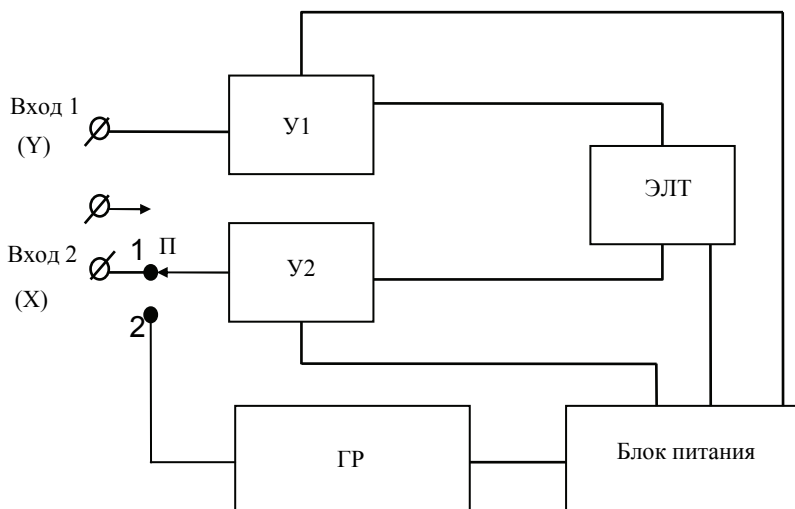 Вход 1
(Y)
У1
ЭЛТ
Вход 2
(X)
1
П
2
У2
ГР
Блок питания